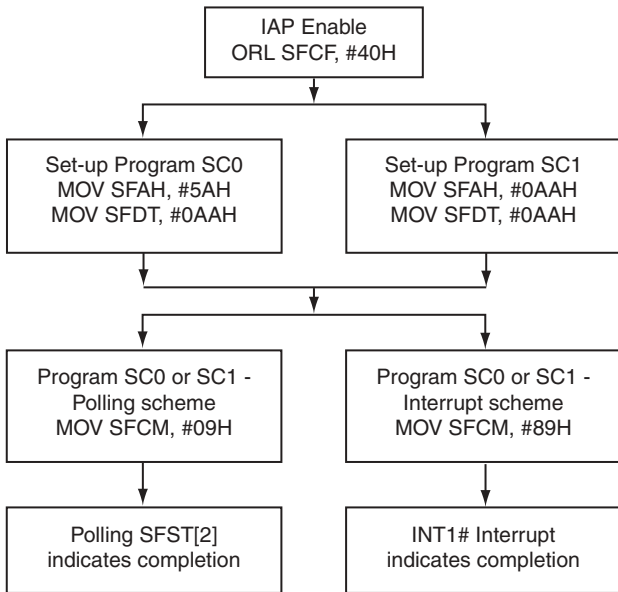 IAP Enable
ORL SFCF, #40H
Set-up Program SC0
MOV SFAH, #5AH
MOV SFDT, #0AAH
Set-up Program SC1
MOV SFAH, #0AAH
MOV SFDT, #0AAH
Program SC0 or SC1 -
Polling scheme
MOV SFCM, #09H
Program SC0 or SC1 -
Interrupt scheme
MOV SFCM, #89H
Polling SFST[2]
indicates completion
INT1# Interrupt
indicates completion